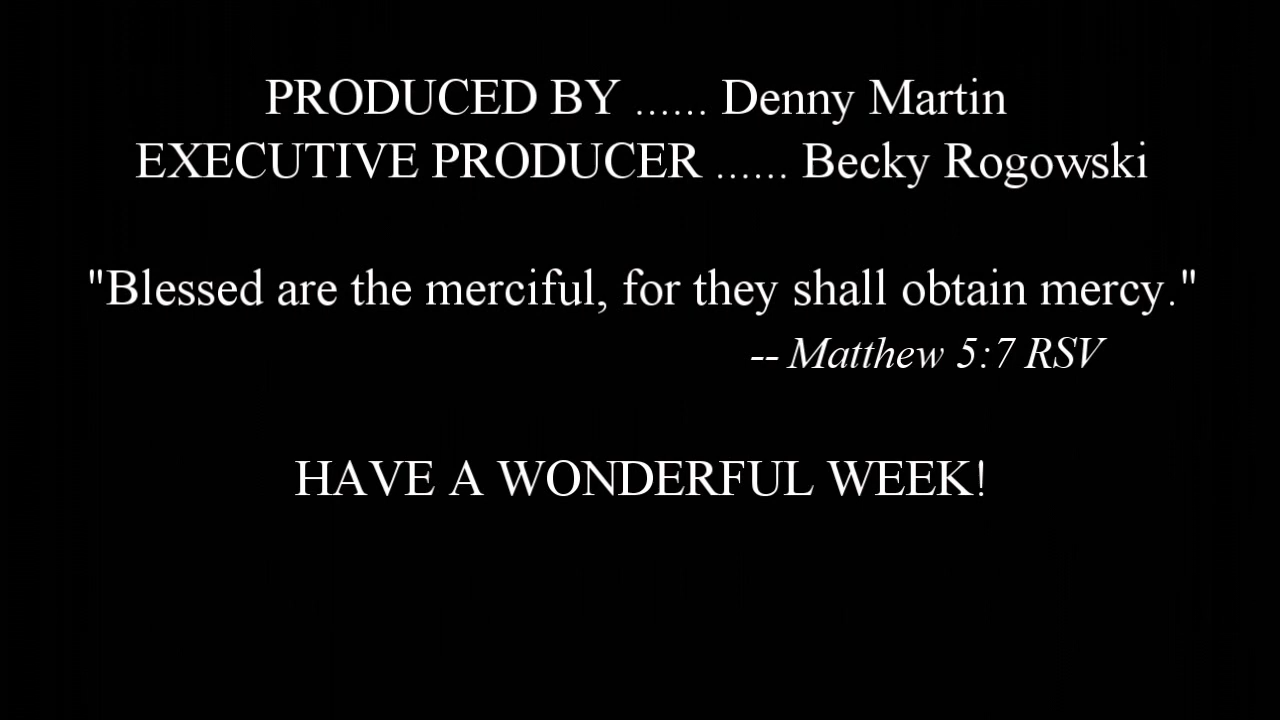 PRODUCED BY ...... Denny Martin
EXECUTIVE PRODUCER ...... Becky Rogowski
"Blessed are the merciful, for they shall obtain mercy."
-- Matthew 5:7 RSV
HAVE A WONDERFUL WEEK!